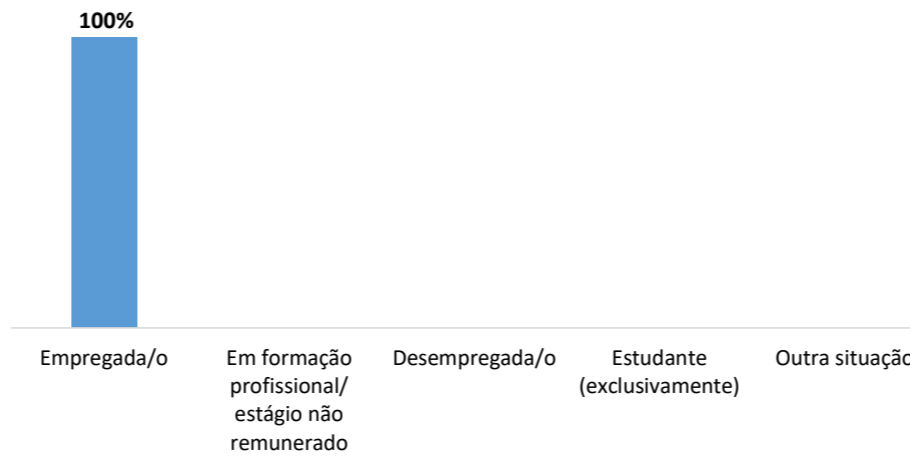 100%
Empregada/o
Em formação
profissional/
estágio não
remunerado
Desempregada/o
Estudante
(exclusivamente)
Outra situação